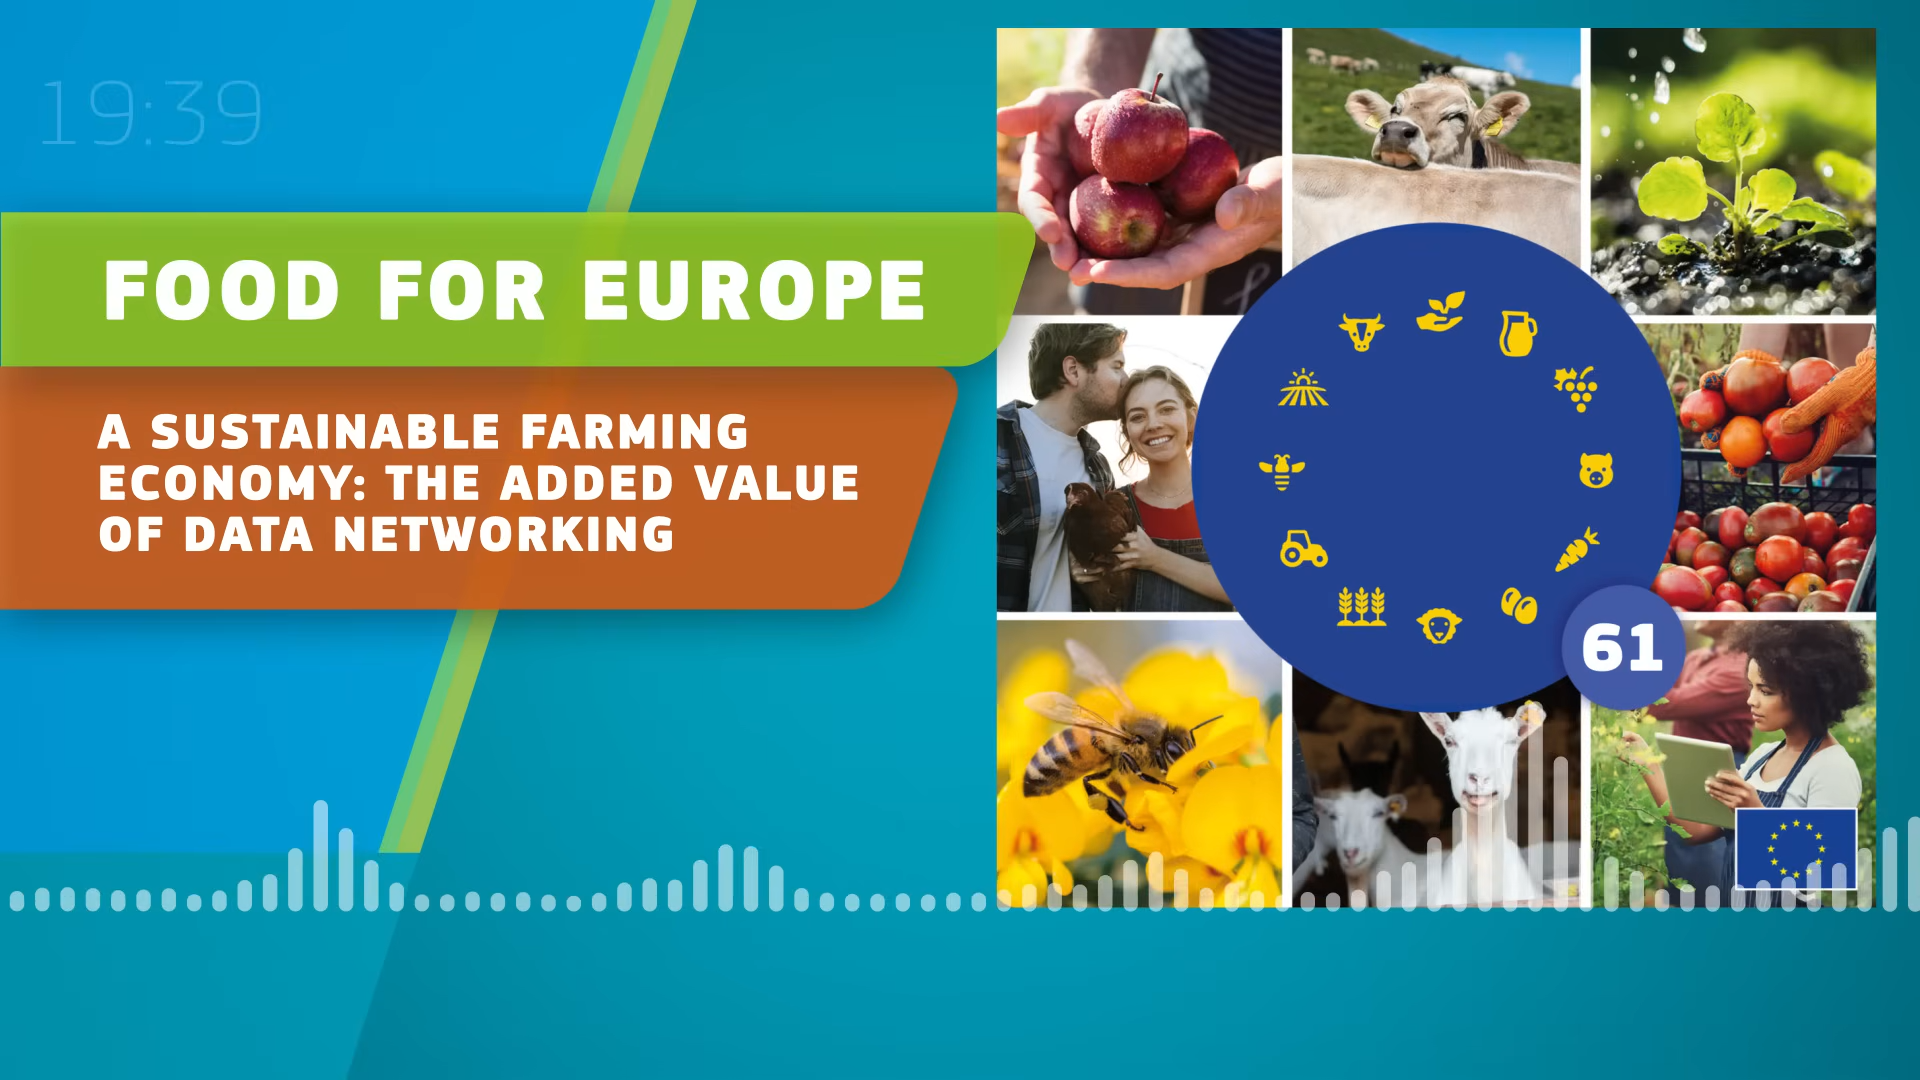 19:39
FOOD FOR EUROPE
A SUSTAINABLE FARMING
ECONOMY: THE ADDED VALUE
OF DATA NETWORKING
61